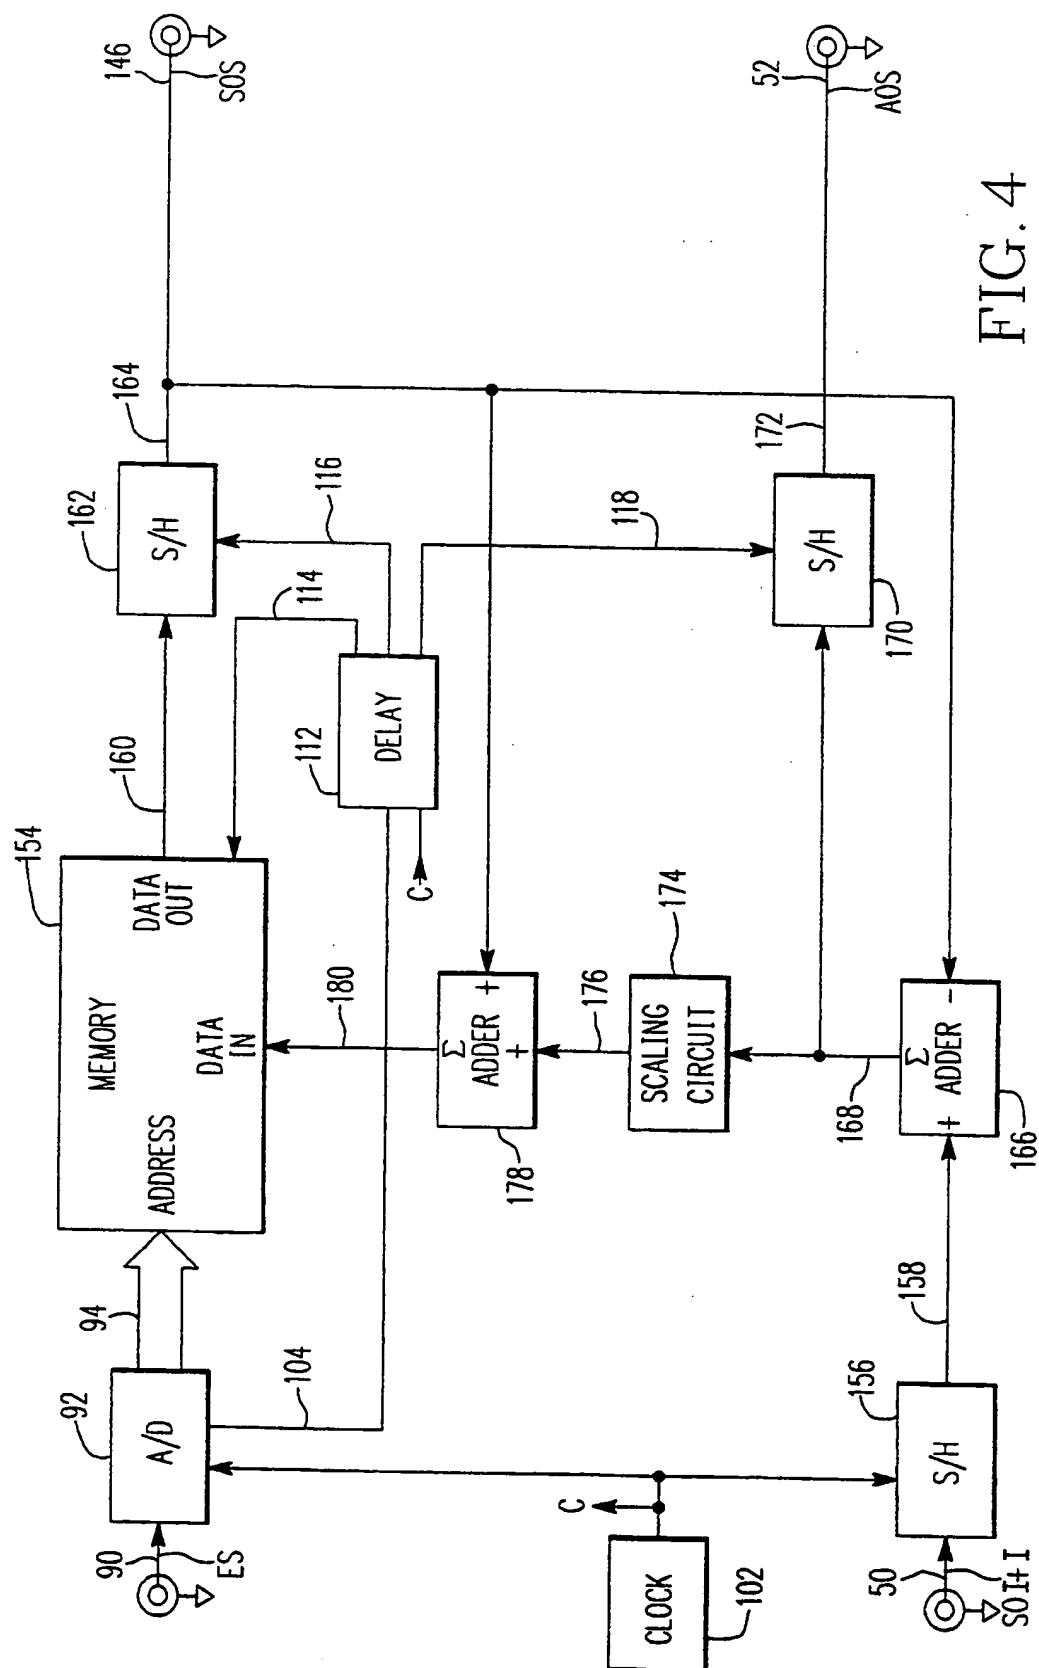 90
ES
92
A/D
94
104
154
MEMORY
ADDRESS
DATA
IN
DATA
OUT
160
162
S/H
164
146
SOS
114
116
112
DELAY
C
118
180
178
Σ
ADDER +
+
176
174
SCALING
CIRCUIT
C
CLOCK
102
50
SOI+I
156
S/H
158
168
Σ
+ ADDER -
166
170
S/H
172
52
AOS
FIG. 4